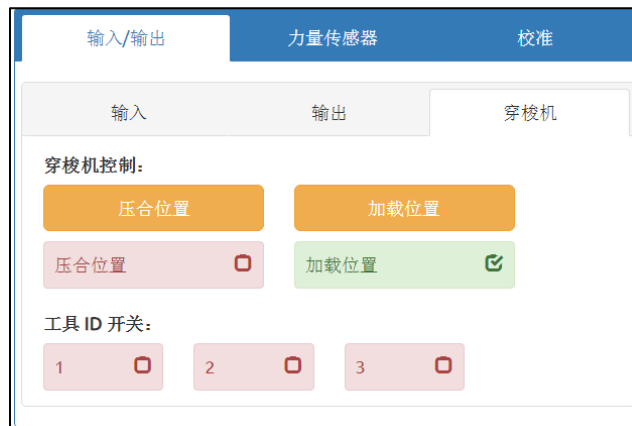 输入/输出 力量传感器 校准
输入 输出 穿梭机
穿梭机控制：
压合位置 加载位置
压合位置 加载位置
工具 ID 开关：
1 2 3